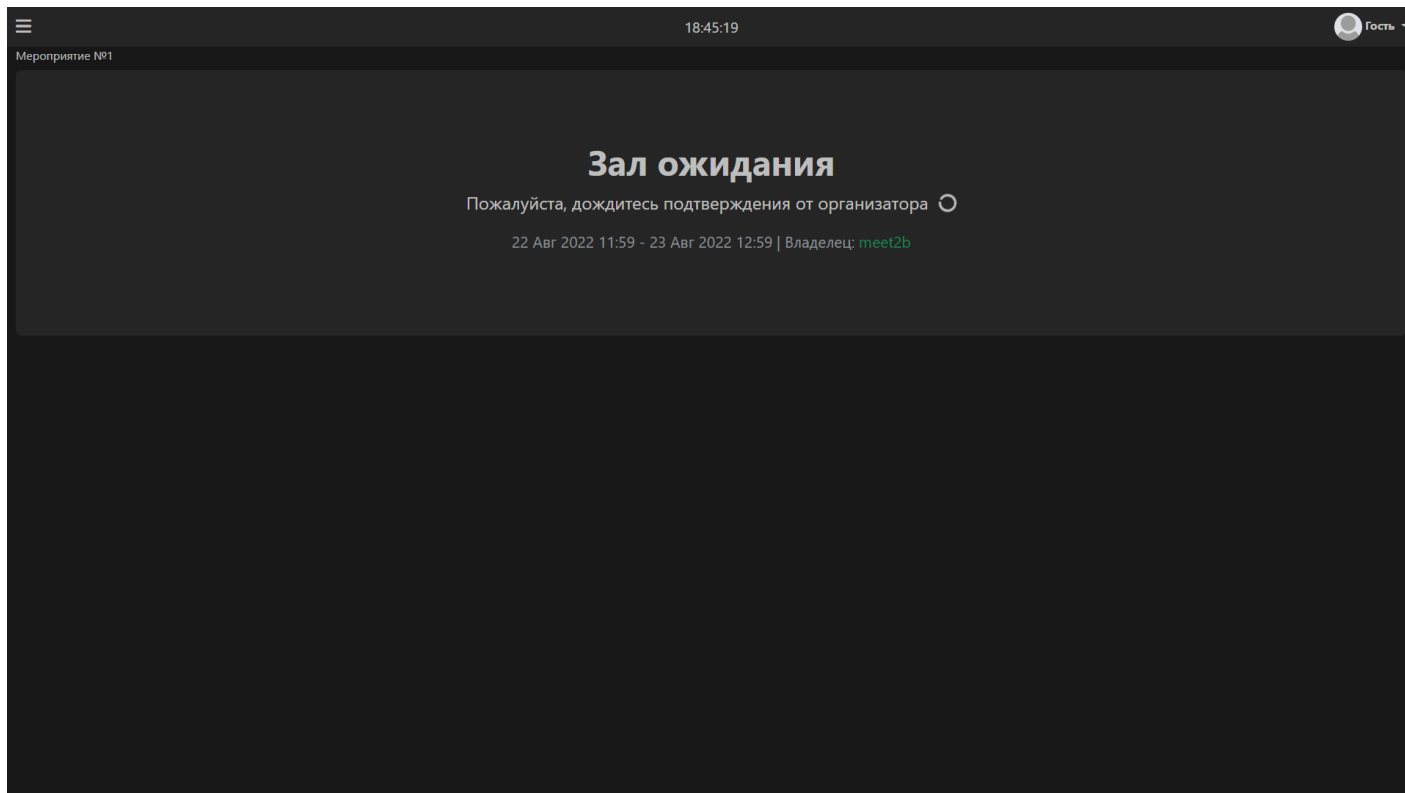 18:45:19
Гость
Мероприятие №1
Зал ожидания
Пожалуйста, дождитесь подтверждения от организатора
22 Авг 2022 11:59 - 23 Авг 2022 12:59 | Владелец: meet2b